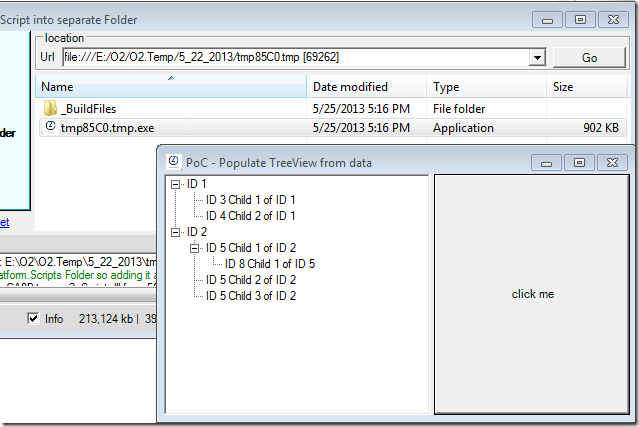 Script into separate Folder
location
Url file:///E:/O2/O2.Temp/5_22_2013/tmp85C0.tmp [69262] Go
Name Date modified Type Size
_BuildFiles 5/25/2013 5:16 PM File folder
tmp85C0.tmp.exe 5/25/2013 5:16 PM Application 902 KB
PoC - Populate TreeView from data
ID 1
ID 3 Child 1 of ID 1
ID 4 Child 2 of ID 1
ID 2
ID 5 Child 1 of ID 2
ID 8 Child 1 of ID 5
ID 5 Child 2 of ID 2
ID 5 Child 3 of ID 2
click me
der
et
: E:\O2\O2.Temp\5_22_2013\tm
atform.Scripts Folder so adding it a
Info 213,124 kb | 39